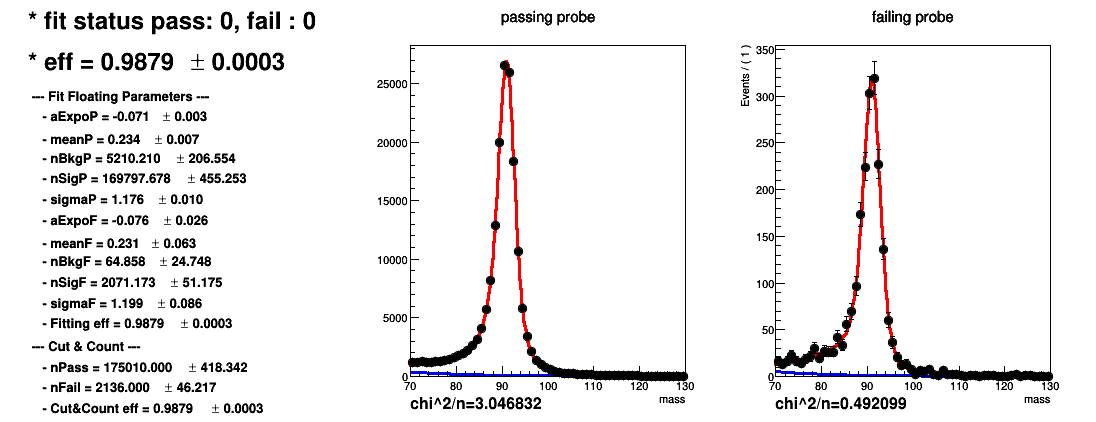 * fit status pass: 0, fail : 0
* eff = 0.9879 ± 0.0003
--- Fit Floating Parameters ---
- aExpoP = -0.071 ± 0.003
- meanP = 0.234 ± 0.007
- nBkgP = 5210.210 ± 206.554
- nSigP = 169797.678 ± 455.253
- sigmaP = 1.176 ± 0.010
- aExpoF = -0.076 ± 0.026
- meanF = 0.231 ± 0.063
- nBkgF = 64.858 ± 24.748
- nSigF = 2071.173 ± 51.175
- sigmaF = 1.199 ± 0.086
- Fitting eff = 0.9879 ± 0.0003
--- Cut & Count ---
- nPass = 175010.000 ± 418.342
- nFail = 2136.000 ± 46.217
- Cut&Count eff = 0.9879 ± 0.0003
passing probe
25000
20000
15000
10000
5000
0
70 80 90 100 110 120 130
mass
chi^2/n=3.046832
failing probe
Events / ( 1 )
350
300
250
200
150
100
50
0
70 80 90 100 110 120 130
mass
chi^2/n=0.492099